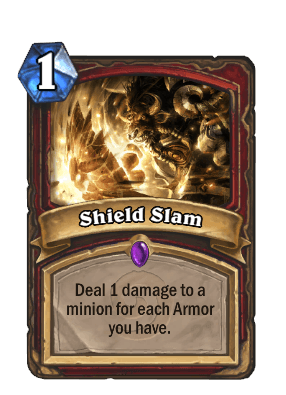 1
Shield Slam
Deal 1 damage to a
minion for each Armor
you have.